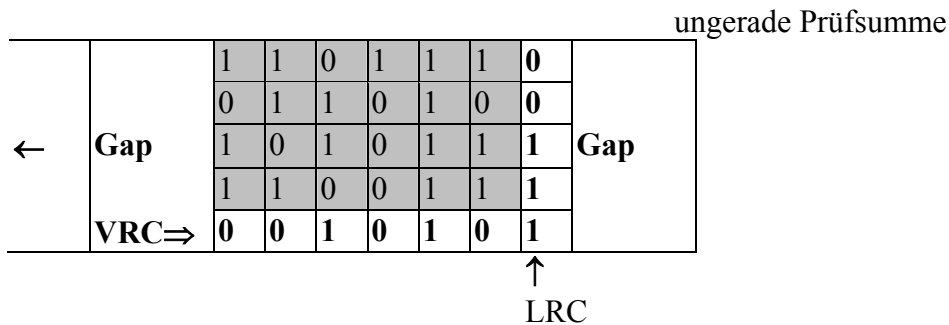 ungerade Prüfsumme
1 1 0 1 1 1 0
0 1 1 0 1 0 0
← Gap 1 0 1 0 1 1 1 Gap
1 1 0 0 1 1 1
VRC⇒ 0 0 1 0 1 0 1
↑
LRC